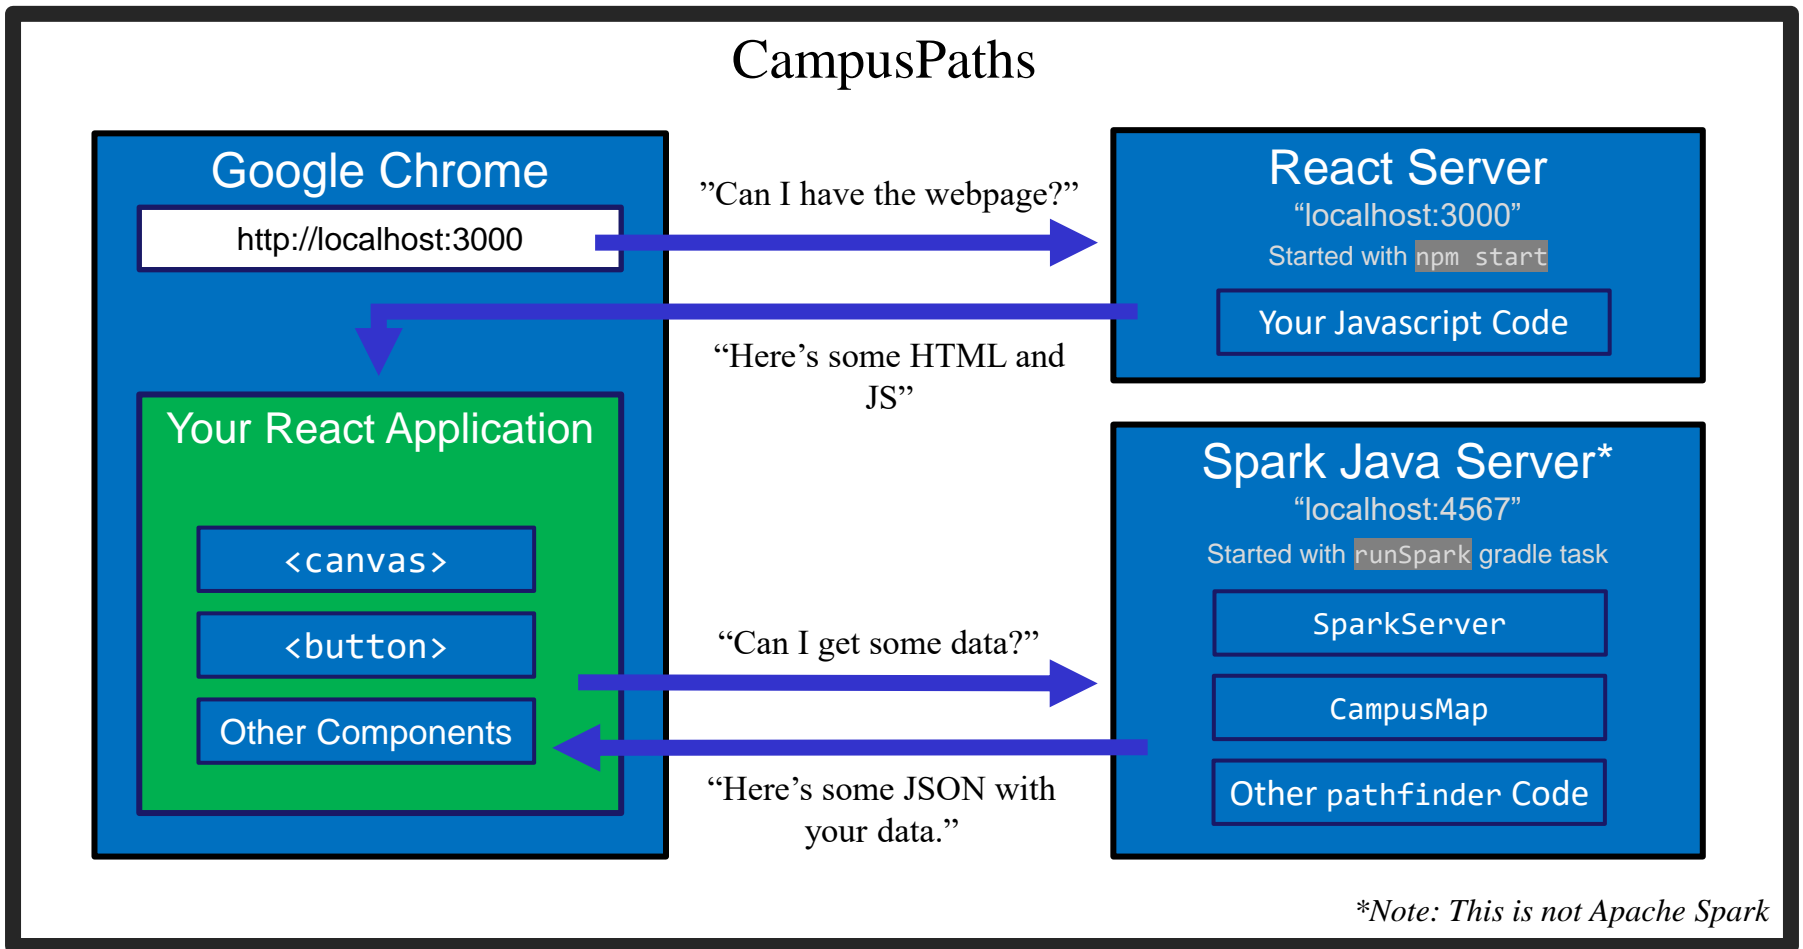 CampusPaths
Google Chrome
http://localhost:3000
”Can I have the webpage?”
“Here’s some HTML and
JS”
React Server
“localhost:3000”
Started with npm start
Your Javascript Code
Your React Application
<canvas>
<button>
Other Components
“Can I get some data?”
“Here’s some JSON with
your data.”
Spark Java Server*
“localhost:4567”
Started with runSpark gradle task
SparkServer
CampusMap
Other pathfinder Code
*Note: This is not Apache Spark